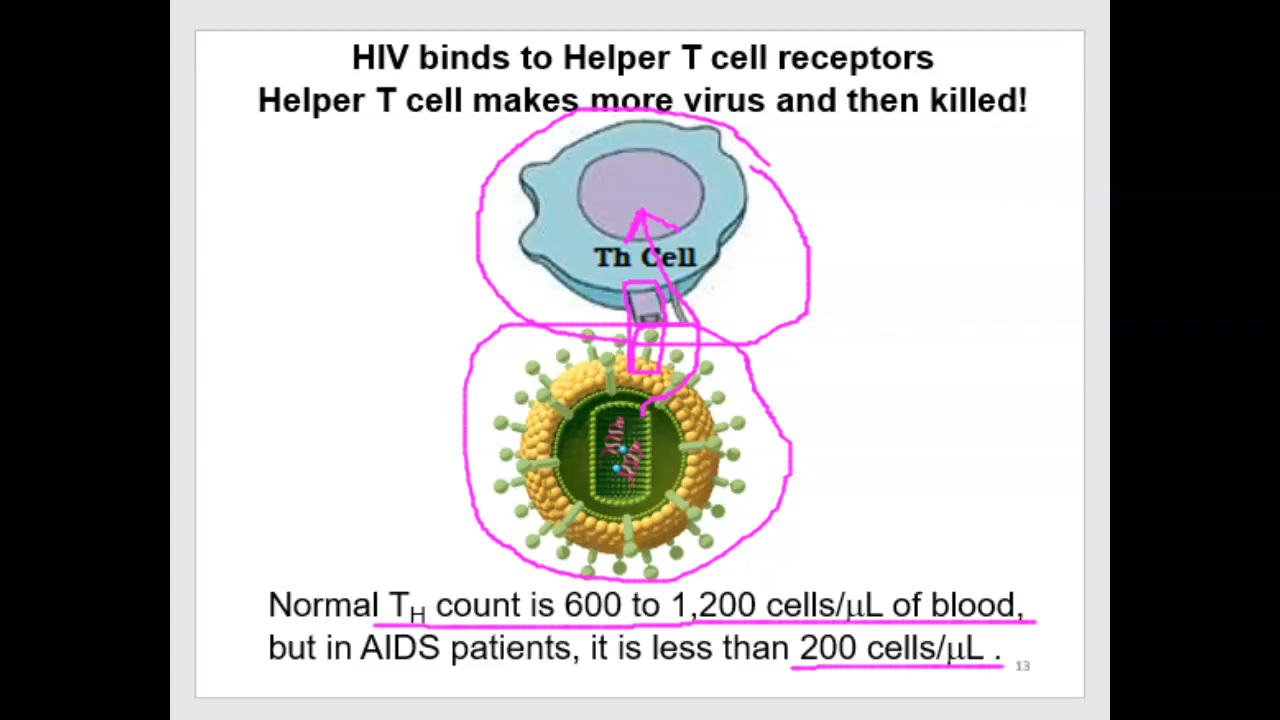 HIV binds to Helper T cell receptors
Helper T cell makes more virus and then killed!
Th Cell
Normal T_H count is 600 to 1,200 cells/μL of blood,
but in AIDS patients, it is less than 200 cells/μL .
13